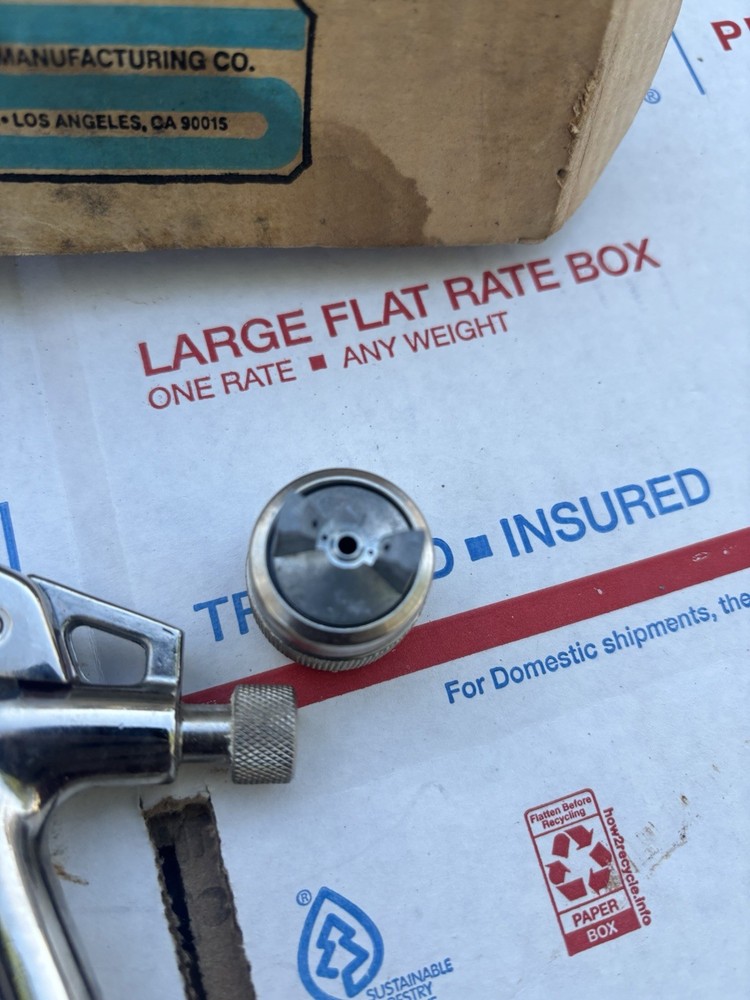 MANUFACTURING CO.
• LOS ANGELES, CA 90015
®
LARGE FLAT RATE BOX
ONE RATE ■ ANY WEIGHT
■ INSURED
For Domestic shipments, the
Flatten Before
Recycling
how2recycle.info
PAPER
BOX
®
SUSTAINABLE